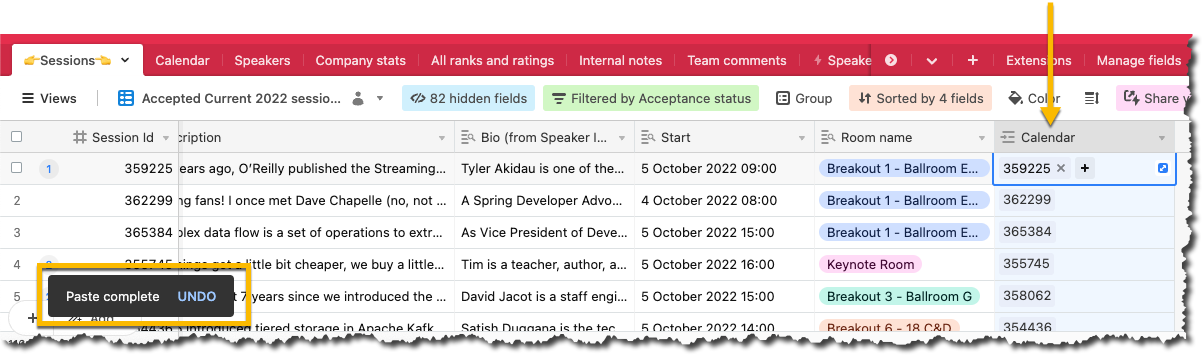 👉Sessions👈 Calendar Speakers Company stats All ranks and ratings Internal notes Team comments Speake Extensions Manage fields
Views Accepted Current 2022 sessio... 82 hidden fields Filtered by Acceptance status Group Sorted by 4 fields Color Share y
Session Id cription Bio (from Speaker I... Start Room name Calendar
1 359225 ears ago, O'Reilly published the Streaming... Tyler Akidau is one of the... 5 October 2022 09:00 Breakout 1 - Ballroom E... 359225
2 362299 ng fans! I once met Dave Chapelle (no, not ... A Spring Developer Advo... 4 October 2022 08:00 Breakout 1 - Ballroom E... 362299
3 365384 plex data flow is a set of operations to extr... As Vice President of Deve... 5 October 2022 15:00 Breakout 1 - Ballroom E... 365384
4 355745 got a little bit cheaper, we buy a little... Tim is a teacher, author, a... 5 October 2022 16:00 Keynote Room 355745
5 7 years since we introduced the ... David Jacot is a staff engi... 5 October 2022 15:00 Breakout 3 - Ballroom G 358062
Paste complete UNDO
354436 introduced tiered storage in Apache Kafk... Satish Duggana is the tec... 5 October 2022 14:00 Breakout 6 - 18 C&D 354436